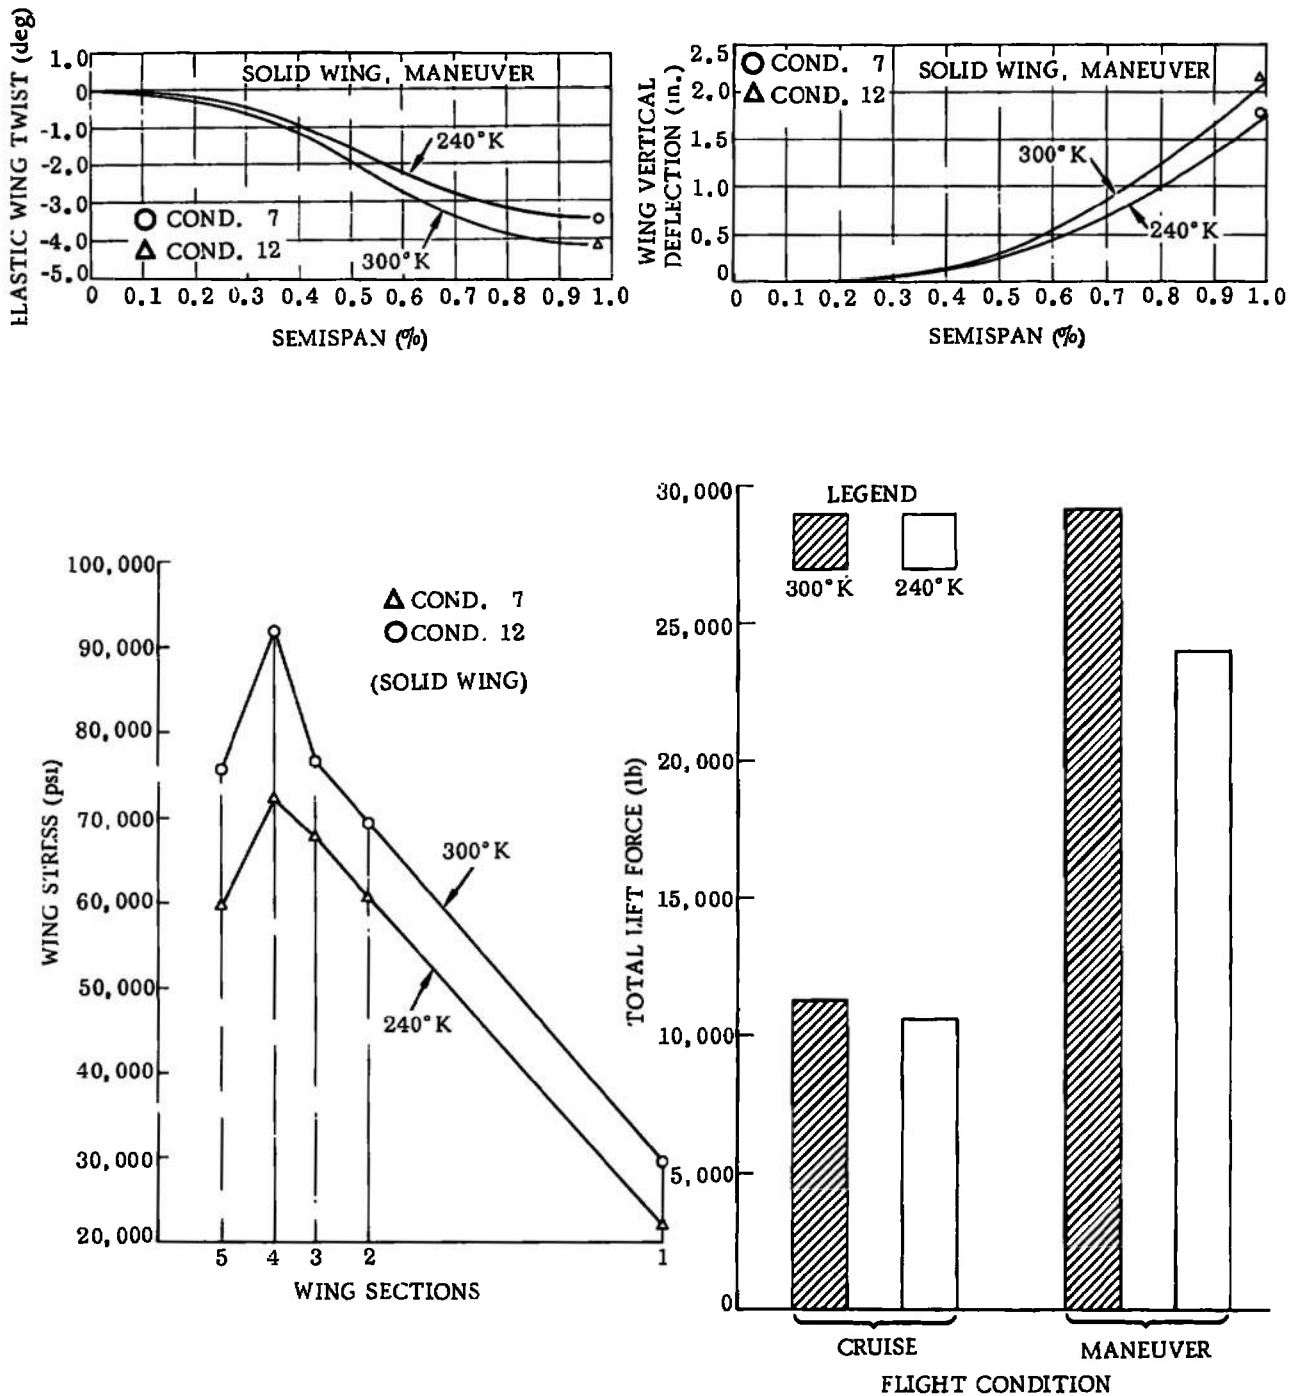 ELASTIC WING TWIST (deg)
1.0
0
-1.0
-2.0
-3.0
-4.0
-5.0
SOLID WING, MANEUVER
240°K
300°K
COND. 7
COND. 12
0 0.1 0.2 0.3 0.4 0.5 0.6 0.7 0.8 0.9 1.0
SEMISPAN (%)
WING VERTICAL
DEFLECTION (in.)
2.5
2.0
1.5
1.0
0.5
0
COND. 7
COND. 12
SOLID WING, MANEUVER
300°K
240°K
0 0.1 0.2 0.3 0.4 0.5 0.6 0.7 0.8 0.9 1.0
SEMISPAN (%)
WING STRESS (psi)
100,000
90,000
80,000
70,000
60,000
50,000
40,000
30,000
20,000
COND. 7
COND. 12
(SOLID WING)
300°K
240°K
5 4 3 2 1
WING SECTIONS
TOTAL LIFT FORCE (lb)
30,000
25,000
20,000
15,000
10,000
5,000
0
LEGEND
300°K 240°K
CRUISE MANEUVER
FLIGHT CONDITION